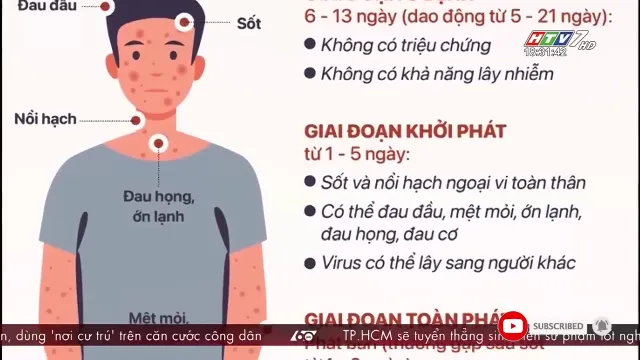 Đau đầu
Sốt
Nổi hạch
Đau họng,
ớn lạnh
Mệt mỏi,
6 - 13 ngày (dao động từ 5 - 21 ngày):
Không có triệu chứng
Không có khả năng lây nhiễm
GIAI ĐOẠN KHỞI PHÁT
từ 1 - 5 ngày:
Sốt và nổi hạch ngoại vi toàn thân
Có thể đau đầu, mệt mỏi, ớn lạnh,
đau họng, đau cơ
Virus có thể lây sang người khác
GIAI ĐOẠN TOÀN PHÁT
HTV7 HD
18:31:42
SUBSCRIBED
, dùng 'nơi cư trú' trên căn cước công dân
TP.HCM sẽ tuyển thẳng